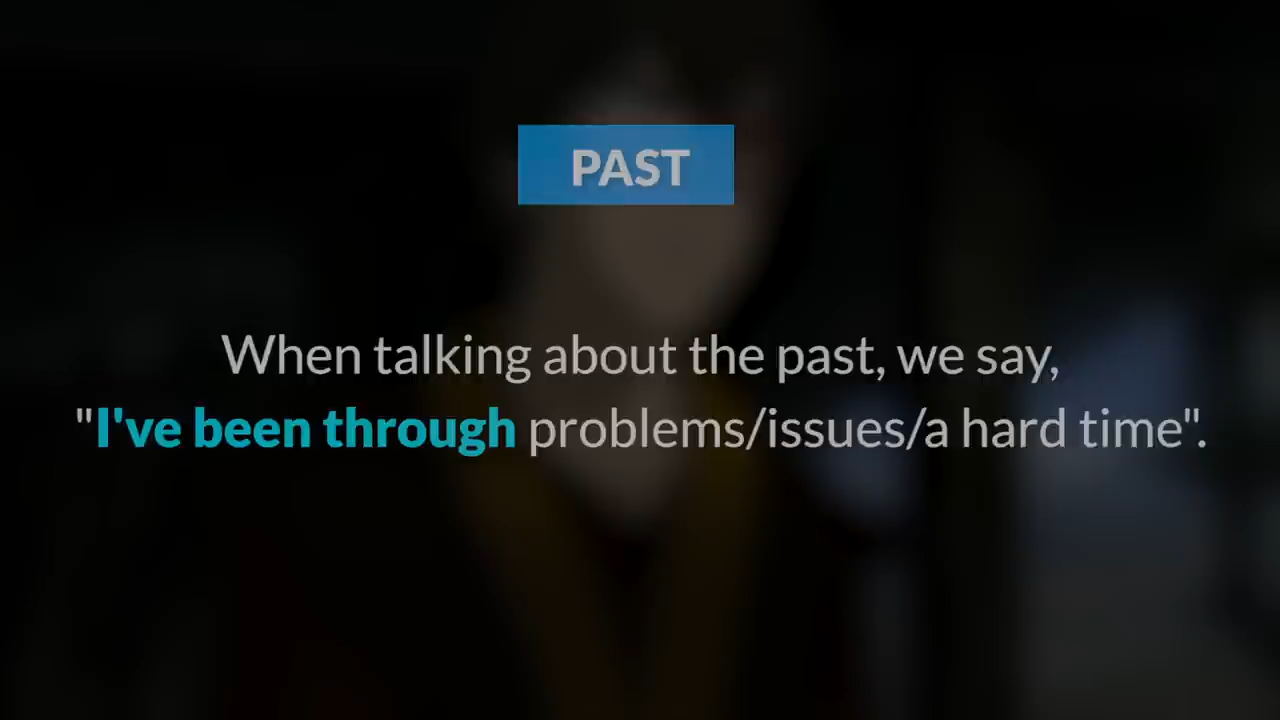 PAST
When talking about the past, we say,
"I've been through problems/issues/a hard time".